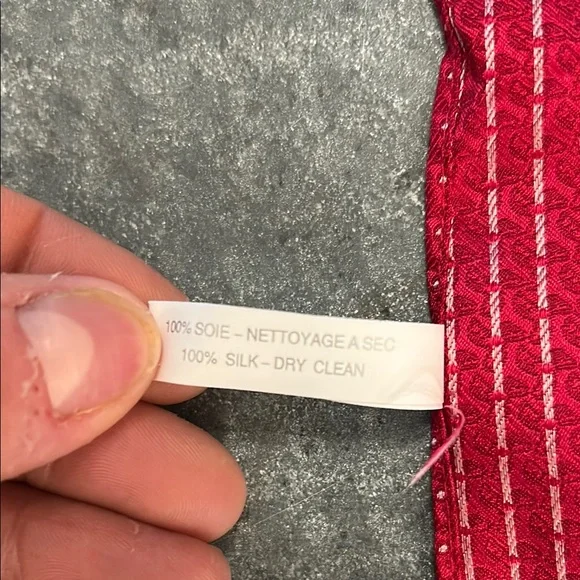 100% SOIE – NETTOYAGE A SEC
100% SILK – DRY CLEAN